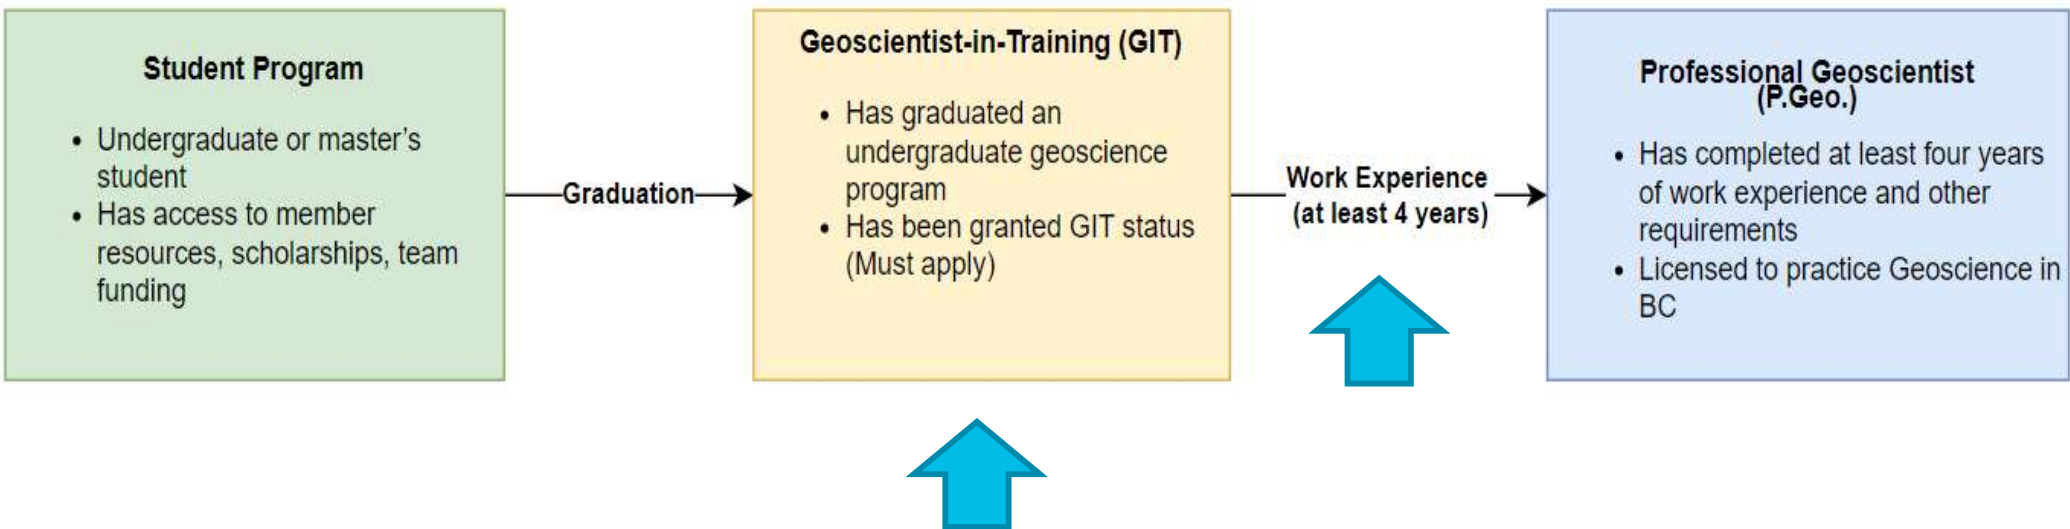 Student Program
• Undergraduate or master's
student
• Has access to member
resources, scholarships, team
funding
Graduation
Geoscientist-in-Training (GIT)
• Has graduated an
undergraduate geoscience
program
• Has been granted GIT status
(Must apply)
Work Experience
(at least 4 years)
Professional Geoscientist
(P.Geo.)
• Has completed at least four years
of work experience and other
requirements
• Licensed to practice Geoscience in
BC